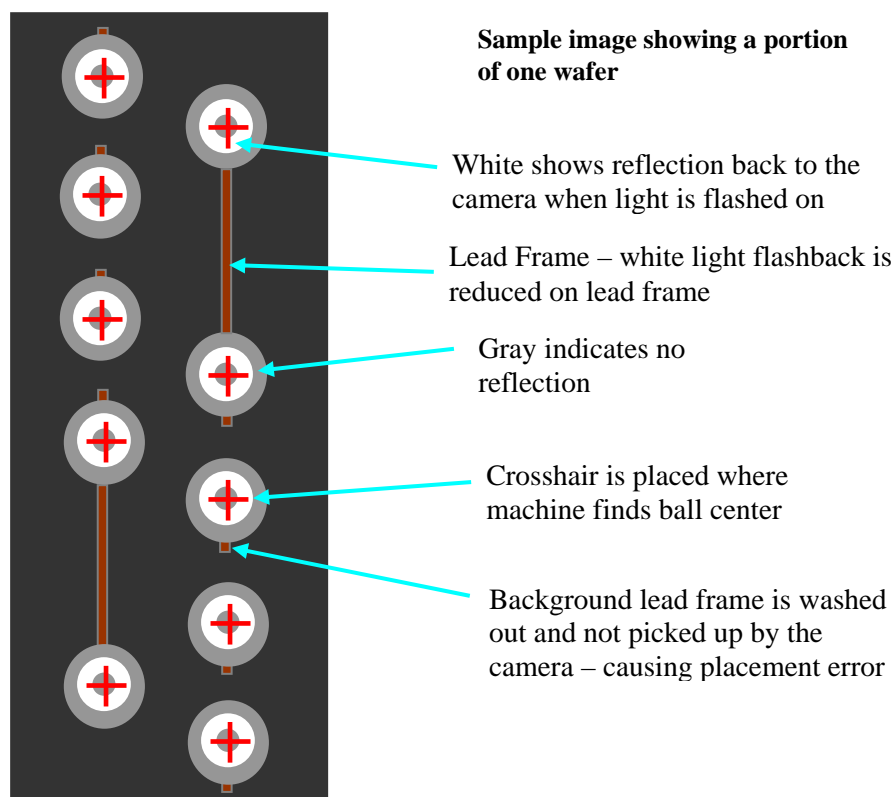 Sample image showing a portion
of one wafer
White shows reflection back to the
camera when light is flashed on
Lead Frame – white light flashback is
reduced on lead frame
Gray indicates no
reflection
Crosshair is placed where
machine finds ball center
Background lead frame is washed
out and not picked up by the
camera – causing placement error